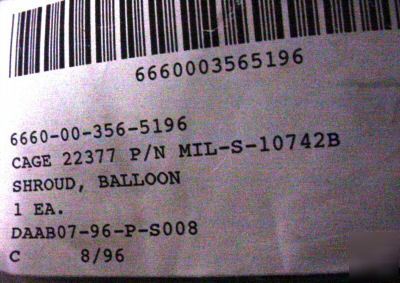 6660003565196
6660-00-356-5196
CAGE 22377 P/N MIL-S-10742B
SHROUD, BALLOON
1 EA.
DAAB07-96-P-S008
C 8/96